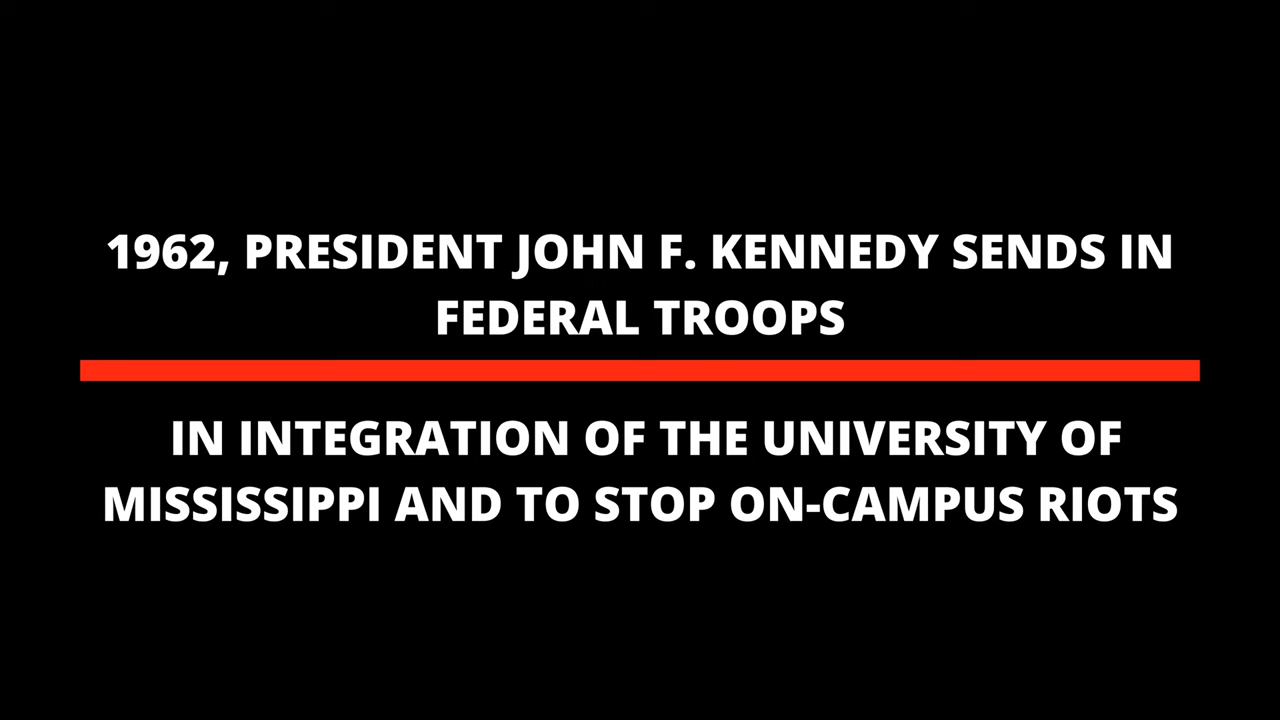 1962, PRESIDENT JOHN F. KENNEDY SENDS IN
FEDERAL TROOPS
IN INTEGRATION OF THE UNIVERSITY OF
MISSISSIPPI AND TO STOP ON-CAMPUS RIOTS